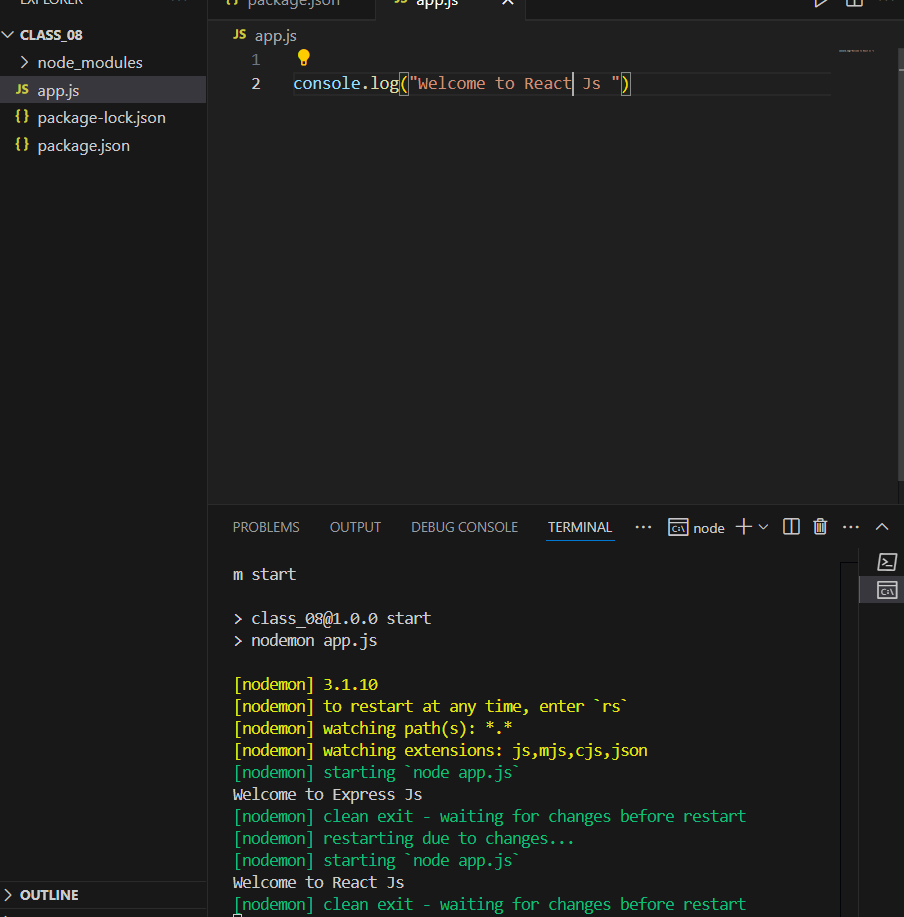 EXPLORER
CLASS_08
node_modules
JS app.js
{} package-lock.json
{} package.json
OUTLINE
{} package.json
JS app.js
JS app.js
1
2 console.log("Welcome to React Js ")
PROBLEMS OUTPUT DEBUG CONSOLE TERMINAL ... node
m start
> class_08@1.0.0 start
> nodemon app.js
[nodemon] 3.1.10
[nodemon] to restart at any time, enter `rs`
[nodemon] watching path(s): *.*
[nodemon] watching extensions: js,mjs,cjs,json
[nodemon] starting `node app.js`
Welcome to Express Js
[nodemon] clean exit - waiting for changes before restart
[nodemon] restarting due to changes...
[nodemon] starting `node app.js`
Welcome to React Js
[nodemon] clean exit - waiting for changes before restart